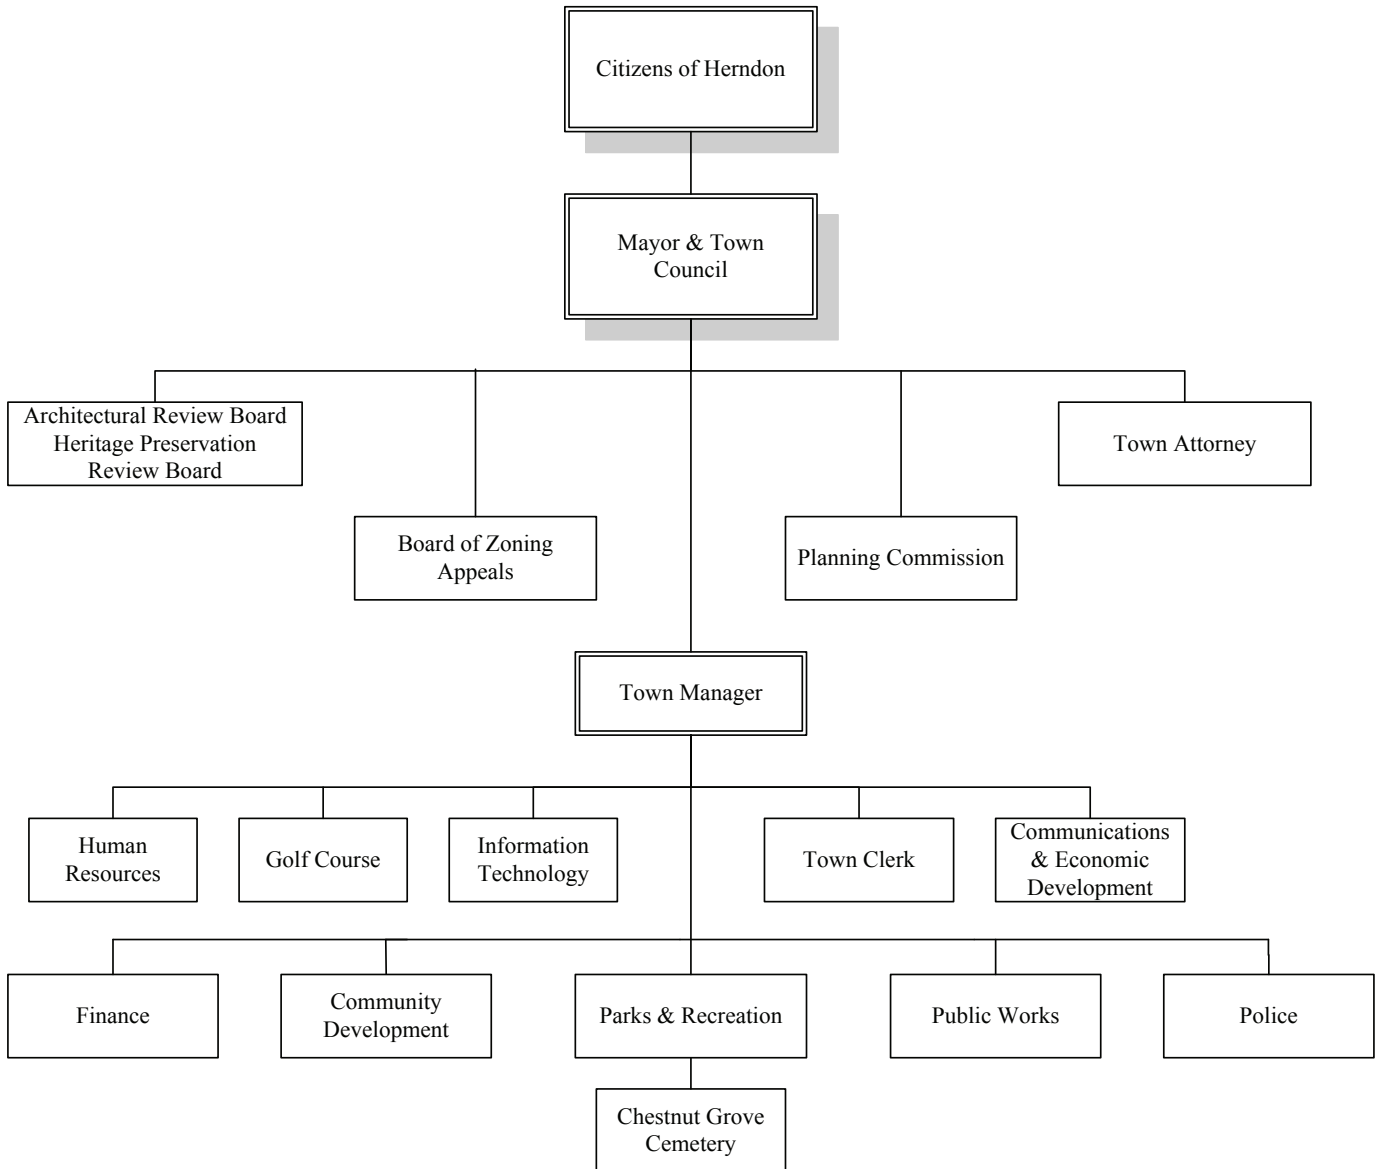 Citizens of Herndon
Mayor & Town
Council
Architectural Review Board
Heritage Preservation
Review Board
Town Attorney
Board of Zoning
Appeals
Planning Commission
Town Manager
Human
Resources
Golf Course
Information
Technology
Town Clerk
Communications
& Economic
Development
Finance
Community
Development
Parks & Recreation
Public Works
Police
Chestnut Grove
Cemetery